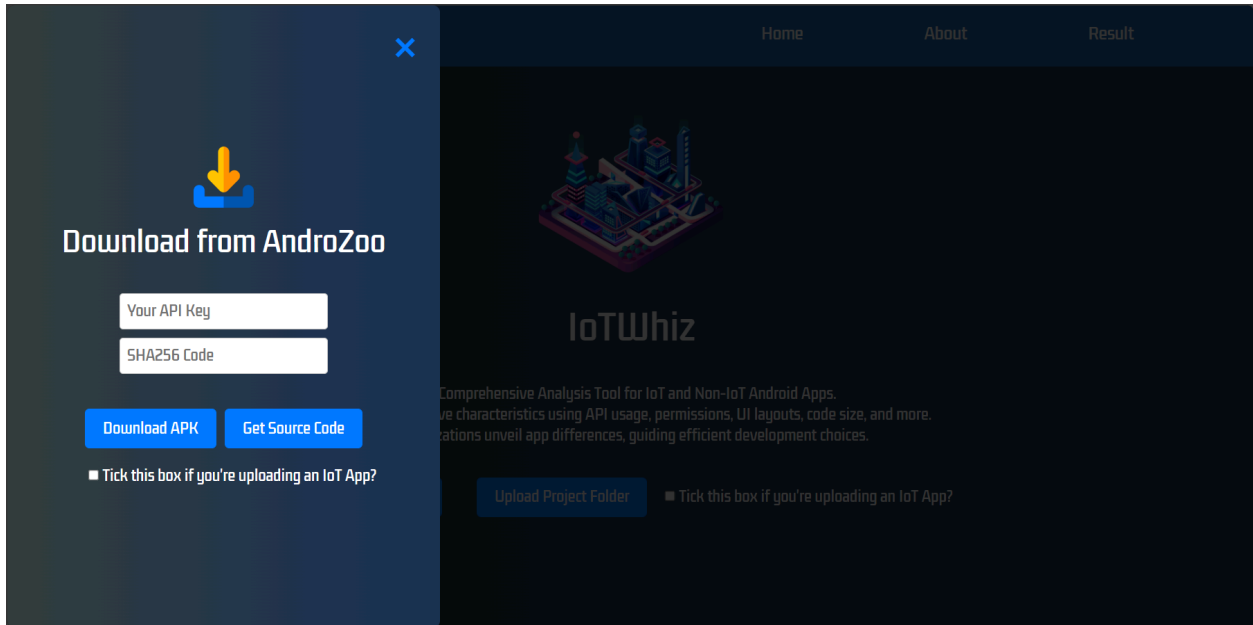 Home About Result
Download from AndroZoo
Your API Key
SHA256 Code
Download APK Get Source Code
Tick this box if you're uploading an IoT App?
IoTWhiz
Comprehensive Analysis Tool for IoT and Non-IoT Android Apps.
characteristics using API usage, permissions, UI layouts, code size, and more.
unveil app differences, guiding efficient development choices.
Upload Project Folder Tick this box if you're uploading an IoT App?